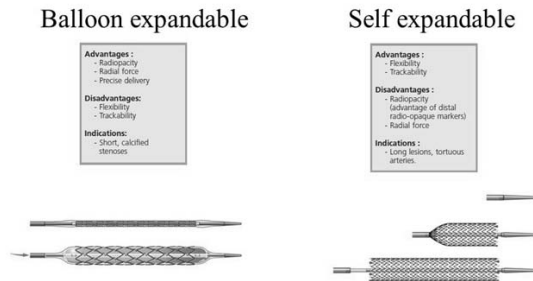 Balloon expandable
Advantages :
- Radiopacity
- Radial force
- Precise delivery
Disadvantages:
- Flexibility
- Trackability
Indications:
- Short, calcified
stenoses
Self expandable
Advantages :
- Flexibility
- Trackability
Disadvantages :
- Radiopacity
(advantage of distal
radio-opaque markers)
- Radial force
Indications :
- Long lesions, tortuous
arteries.